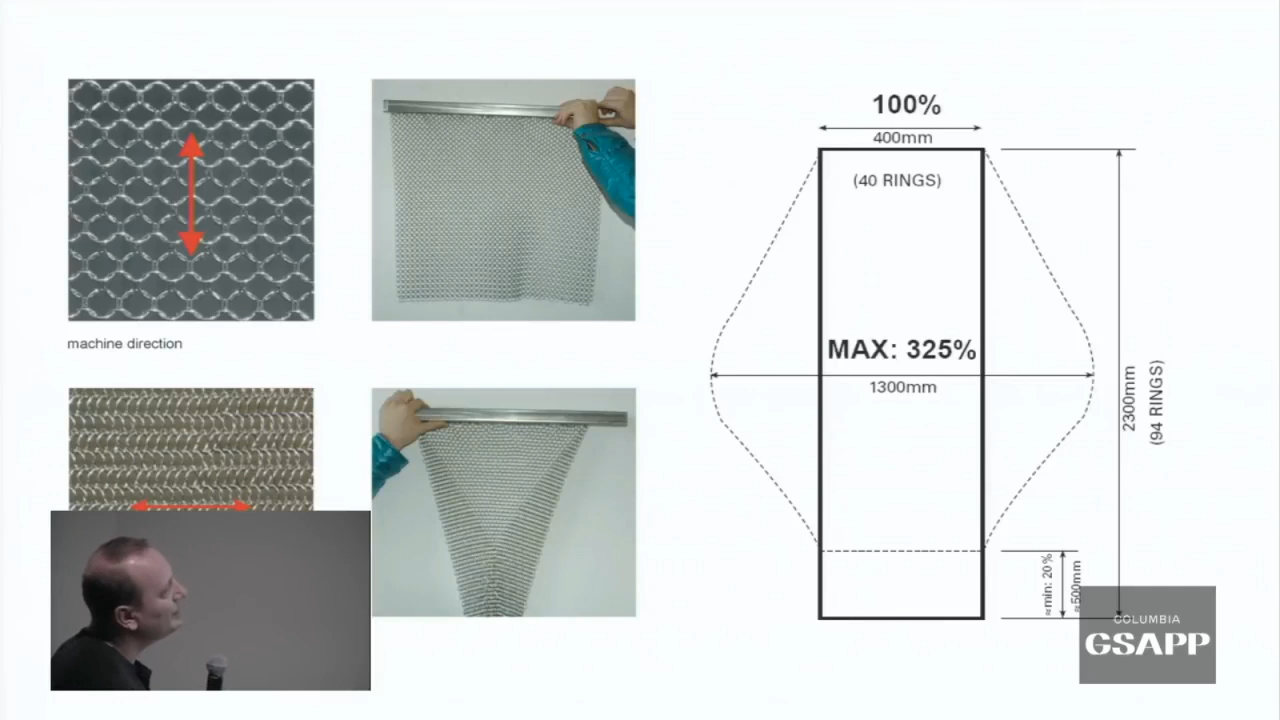 machine direction
100%
400mm
(40 RINGS)
MAX: 325%
1300mm
2300mm
(94 RINGS)
≈min: 20%
≈500mm
COLUMBIA
GSAPP